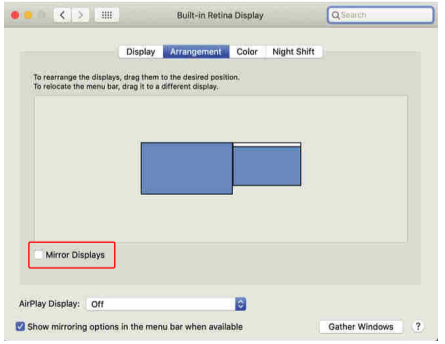 Built-in Retina Display
Search
Display Arrangement Color Night Shift
To rearrange the displays, drag them to the desired position.
To relocate the menu bar, drag it to a different display.
Mirror Displays
AirPlay Display: Off
Show mirroring options in the menu bar when available
Gather Windows ?